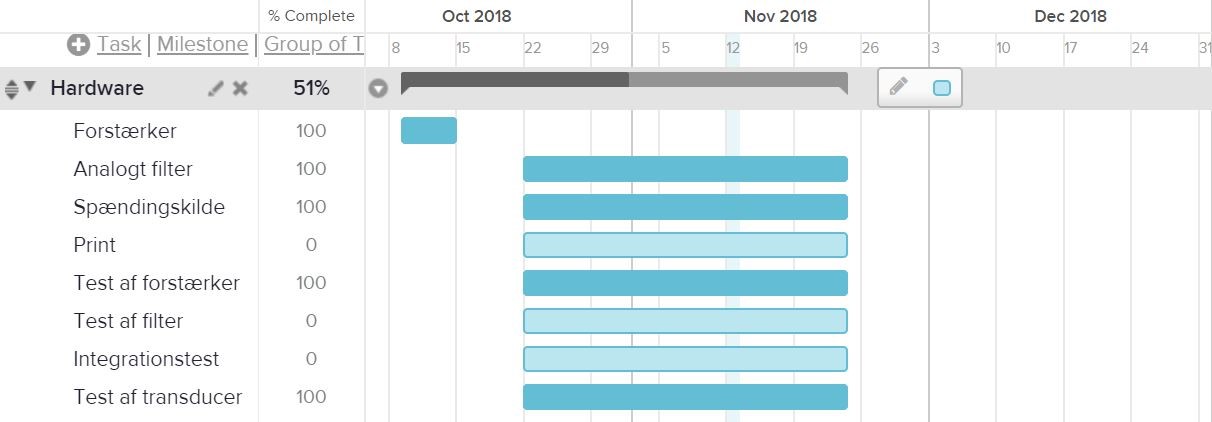 % Complete Oct 2018 Nov 2018 Dec 2018
Task | Milestone | Group of T 8 15 22 29 5 12 19 26 3 10 17 24 31
Hardware 51%
Forstærker 100
Analogt filter 100
Spændingskilde 100
Print 0
Test af forstærker 100
Test af filter 0
Integrationstest 0
Test af transducer 100